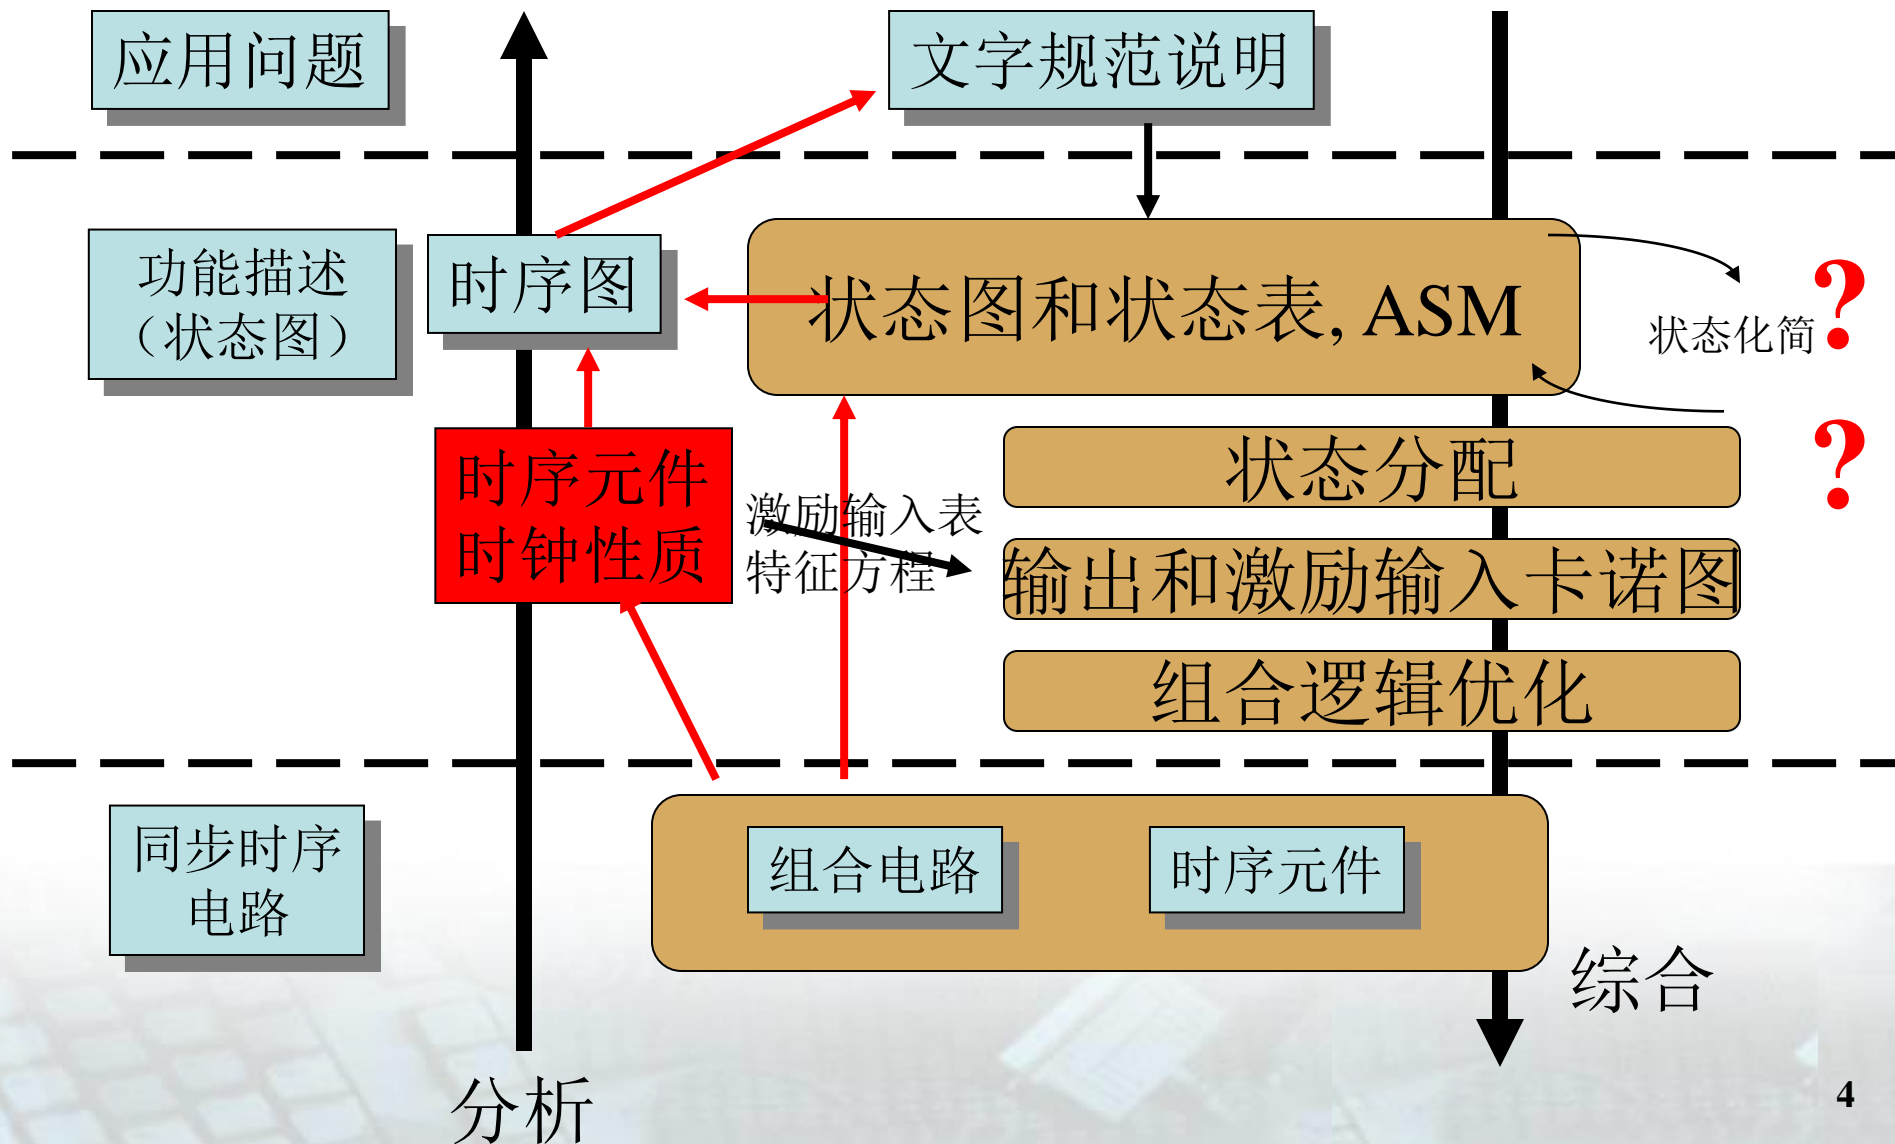 应用问题
文字规范说明
功能描述
（状态图）
时序图
状态图和状态表, ASM
状态化简
?
状态分配
?
时序元件
时钟性质
激励输入表
特征方程
输出和激励输入卡诺图
组合逻辑优化
同步时序
电路
组合电路
时序元件
综合
分析
4